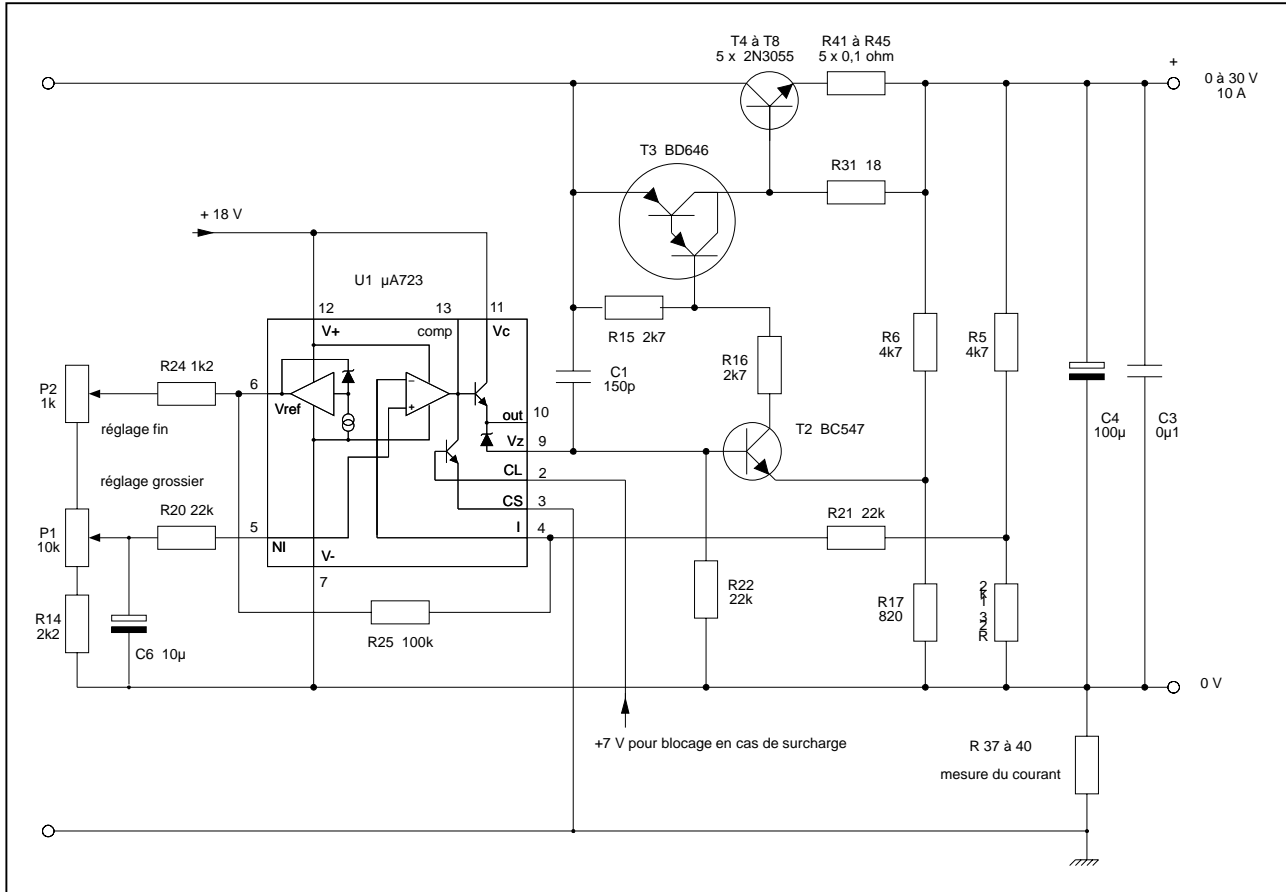 T4 à T8
5 x 2N3055
R41 à R45
5 x 0,1 ohm
+
0 à 30 V
10 A
T3 BD646
R31 18
+ 18 V
U1 µA723
12
13
11
V+
comp
Vc
R15 2k7
R6
4k7
R5
4k7
R24 1k2
P2
1k
6
Vref
réglage fin
C1
150p
R16
2k7
out
10
Vz
9
T2 BC547
C4
100µ
C3
0µ1
CL
2
réglage grossier
CS
3
R20 22k
P1
10k
5
NI
I
4
R21 22k
V-
7
R22
22k
R17
820
R14
2k2
R25 100k
C6 10µ
0 V
+7 V pour blocage en cas de surcharge
R 37 à 40
mesure du courant